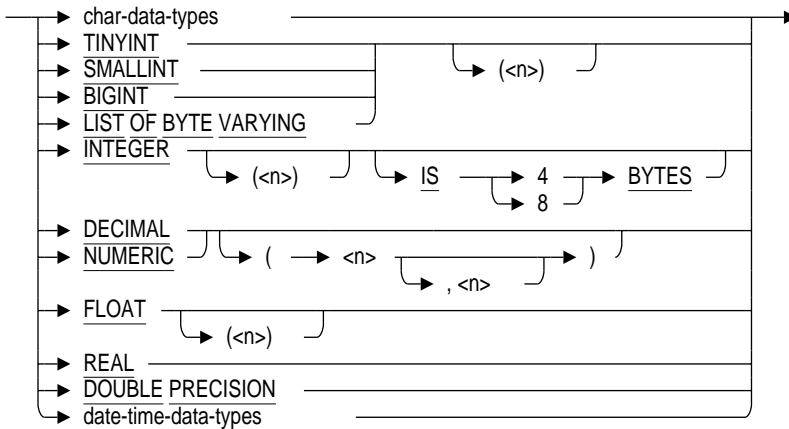 char-data-types
TINYINT
SMALLINT (<n>)
BIGINT
LIST OF BYTE VARYING
INTEGER
(<n>) IS 4 BYTES
8
DECIMAL
NUMERIC ( <n> )
, <n>
FLOAT
(<n>)
REAL
DOUBLE PRECISION
date-time-data-types